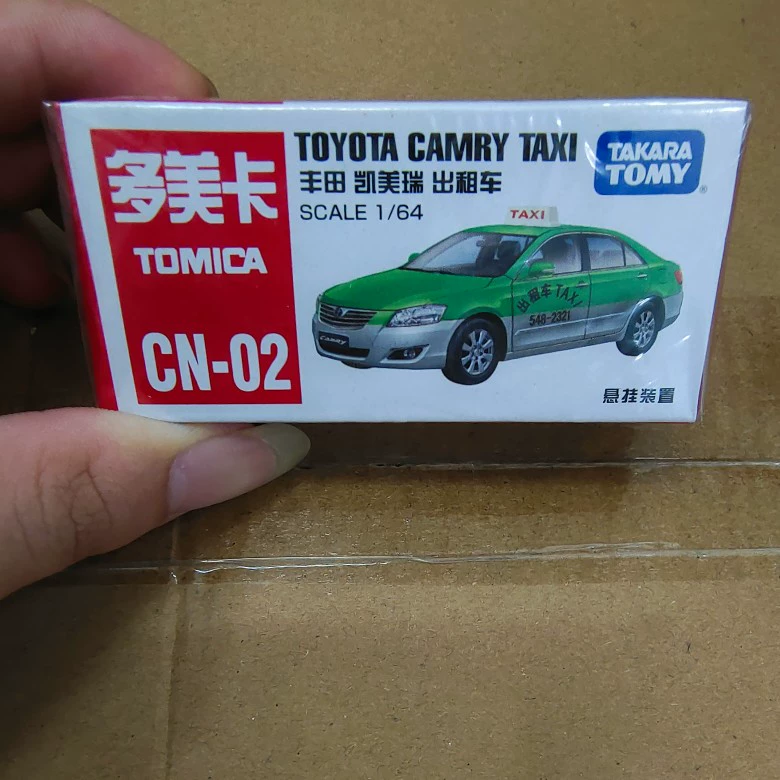 多美卡
TOMICA
CN-02
TOYOTA CAMRY TAXI
丰田 凯美瑞 出租车
SCALE 1/64
TAKARA
TOMY
®
TAXI
出租车 TAXI
548-2321
Camry
悬挂装置